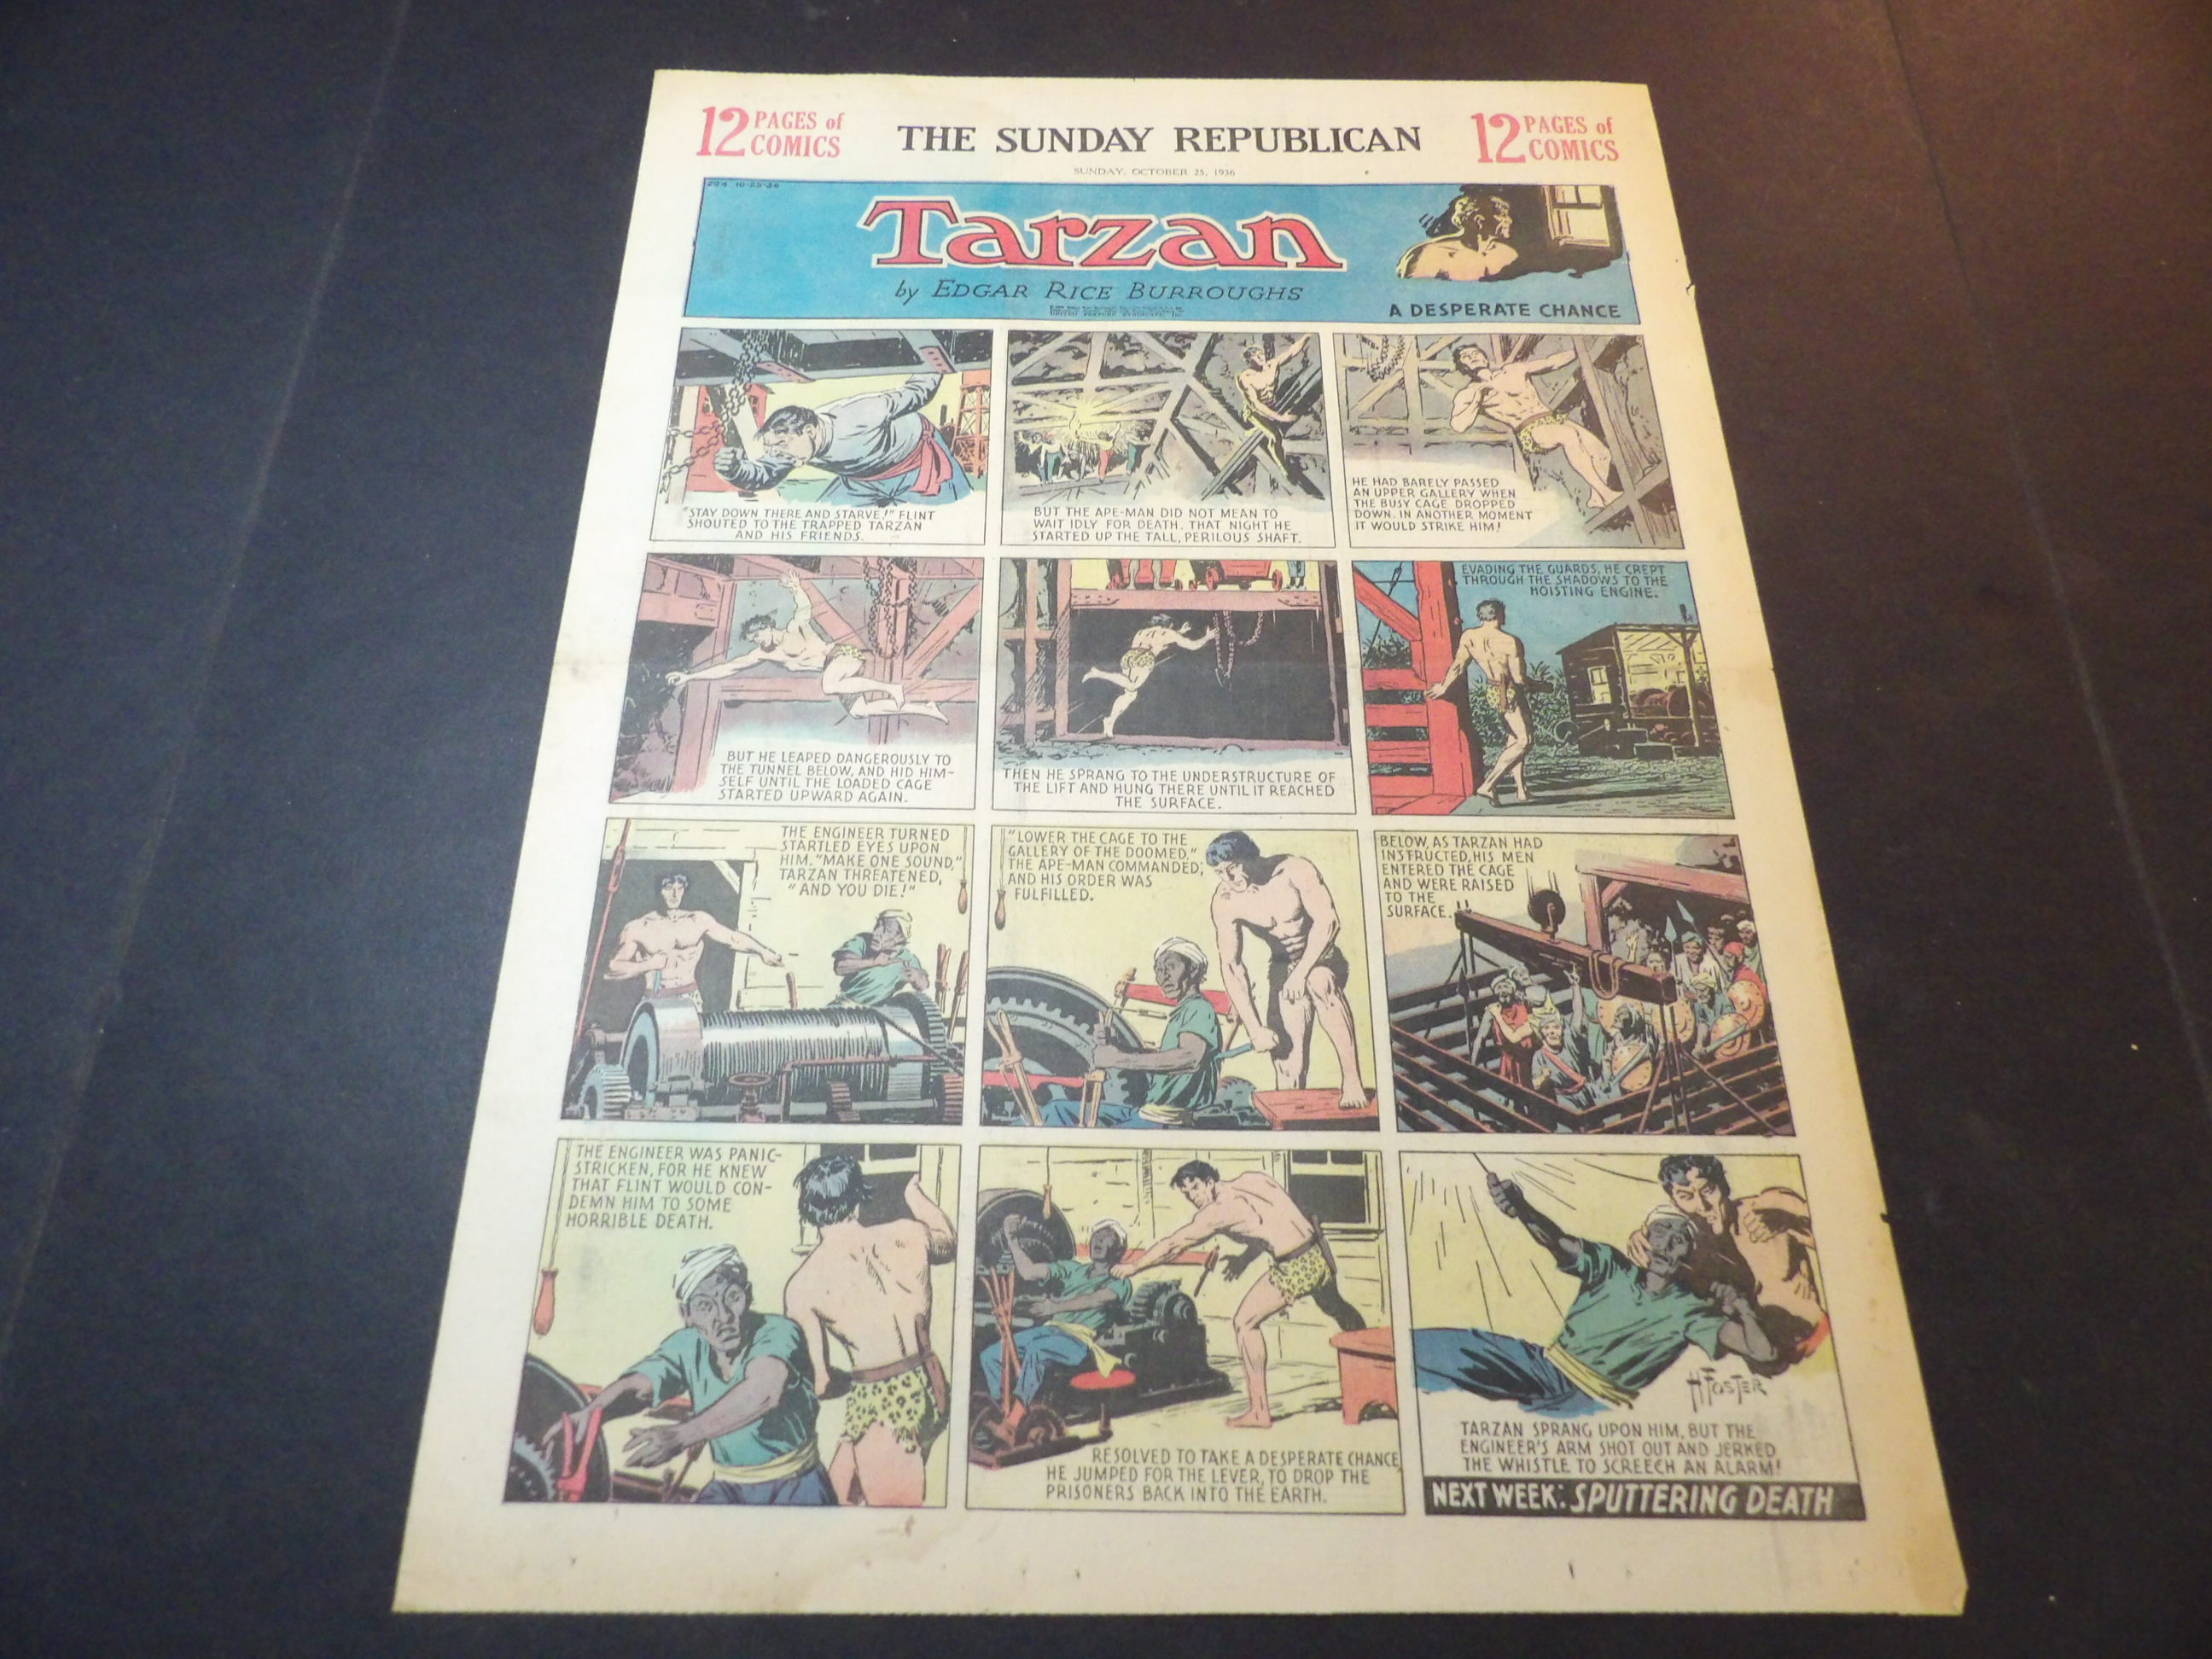 12 PAGES of COMICS
THE SUNDAY REPUBLICAN
12 PAGES of COMICS
SUNDAY, OCTOBER 25, 1936
294 10-25-36
Tarzan
by EDGAR RICE BURROUGHS
UNITED FEATURE SYNDICATE, Inc.
A DESPERATE CHANCE
"STAY DOWN THERE AND STARVE!" FLINT
SHOUTED TO THE TRAPPED TARZAN
AND HIS FRIENDS.
BUT THE APE-MAN DID NOT MEAN TO
WAIT IDLY FOR DEATH. THAT NIGHT HE
STARTED UP THE TALL, PERILOUS SHAFT.
HE HAD BARELY PASSED
AN UPPER GALLERY WHEN
THE BUSY CAGE DROPPED
DOWN. IN ANOTHER MOMENT
IT WOULD STRIKE HIM!
BUT HE LEAPED DANGEROUSLY TO
THE TUNNEL BELOW, AND HID HIM-
SELF UNTIL THE LOADED CAGE
STARTED UPWARD AGAIN.
THEN HE SPRANG TO THE UNDERSTRUCTURE OF
THE LIFT AND HUNG THERE UNTIL IT REACHED
THE SURFACE.
EVADING THE GUARDS, HE CREPT
THROUGH THE SHADOWS TO THE
HOISTING ENGINE.
THE ENGINEER TURNED
STARTLED EYES UPON
HIM. "MAKE ONE SOUND,"
TARZAN THREATENED,
"AND YOU DIE!"
"LOWER THE CAGE TO THE
GALLERY OF THE DOOMED,"
THE APE-MAN COMMANDED;
AND HIS ORDER WAS
FULFILLED.
BELOW, AS TARZAN HAD
INSTRUCTED, HIS MEN
ENTERED THE CAGE
AND WERE RAISED
TO THE
SURFACE.
THE ENGINEER WAS PANIC-
STRICKEN, FOR HE KNEW
THAT FLINT WOULD CON-
DEMN HIM TO SOME
HORRIBLE DEATH.
RESOLVED TO TAKE A DESPERATE CHANCE
HE JUMPED FOR THE LEVER, TO DROP THE
PRISONERS BACK INTO THE EARTH.
H FOSTER
TARZAN SPRANG UPON HIM, BUT THE
ENGINEER'S ARM SHOT OUT AND JERKED
THE WHISTLE TO SCREECH AN ALARM!
NEXT WEEK: SPUTTERING DEATH